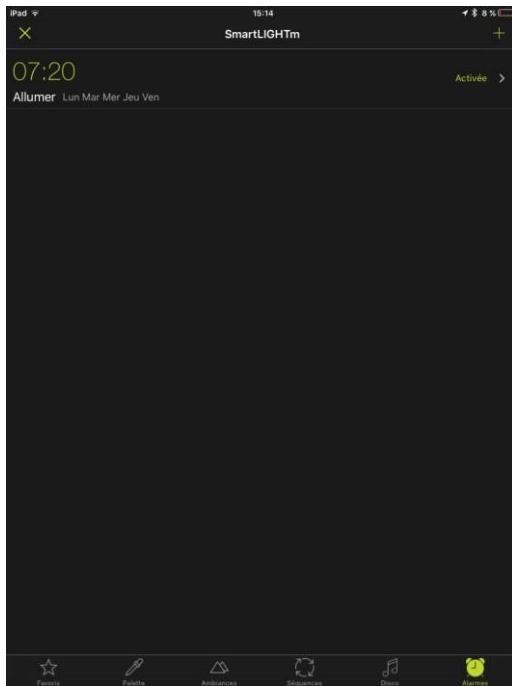 iPad 15:14 8 %
SmartLIGHTm
07:20
Activée
Allumer Lun Mar Mer Jeu Ven
Favoris Palette Ambiances Séquences Disco Alarmes